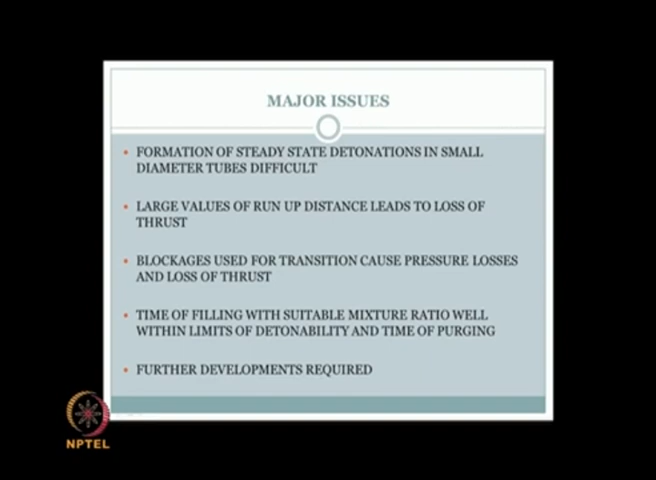 MAJOR ISSUES
• FORMATION OF STEADY STATE DETONATIONS IN SMALL
DIAMETER TUBES DIFFICULT
• LARGE VALUES OF RUN UP DISTANCE LEADS TO LOSS OF
THRUST
• BLOCKAGES USED FOR TRANSITION CAUSE PRESSURE LOSSES
AND LOSS OF THRUST
• TIME OF FILLING WITH SUITABLE MIXTURE RATIO WELL
WITHIN LIMITS OF DETONABILITY AND TIME OF PURGING
• FURTHER DEVELOPMENTS REQUIRED
NPTEL